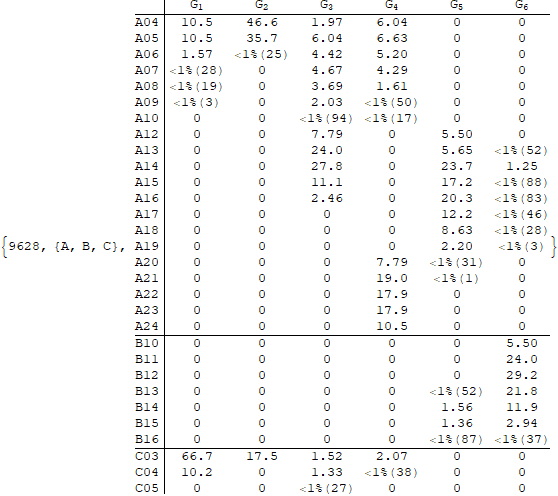 G1 G2 G3 G4 G5 G6
A04 10.5 46.6 1.97 6.04 0 0
A05 10.5 35.7 6.04 6.63 0 0
A06 1.57 <1%(25) 4.42 5.20 0 0
A07 <1%(28) 0 4.67 4.29 0 0
A08 <1%(19) 0 3.69 1.61 0 0
A09 <1%(3) 0 2.03 <1%(50) 0 0
A10 0 0 <1%(94) <1%(17) 0 0
A12 0 0 7.79 0 5.50 0
A13 0 0 24.0 0 5.65 <1%(52)
A14 0 0 27.8 0 23.7 1.25
A15 0 0 11.1 0 17.2 <1%(88)
A16 0 0 2.46 0 20.3 <1%(83)
A17 0 0 0 0 12.2 <1%(46)
A18 0 0 0 0 8.63 <1%(28)
{9628, {A, B, C}, A19 0 0 0 0 2.20 <1%(3) }
A20 0 0 0 7.79 <1%(31) 0
A21 0 0 0 19.0 <1%(1) 0
A22 0 0 0 17.9 0 0
A23 0 0 0 17.9 0 0
A24 0 0 0 10.5 0 0
B10 0 0 0 0 0 5.50
B11 0 0 0 0 0 24.0
B12 0 0 0 0 0 29.2
B13 0 0 0 0 <1%(52) 21.8
B14 0 0 0 0 1.56 11.9
B15 0 0 0 0 1.36 2.94
B16 0 0 0 0 <1%(87) <1%(37)
C03 66.7 17.5 1.52 2.07 0 0
C04 10.2 0 1.33 <1%(38) 0 0
C05 0 0 <1%(27) 0 0 0